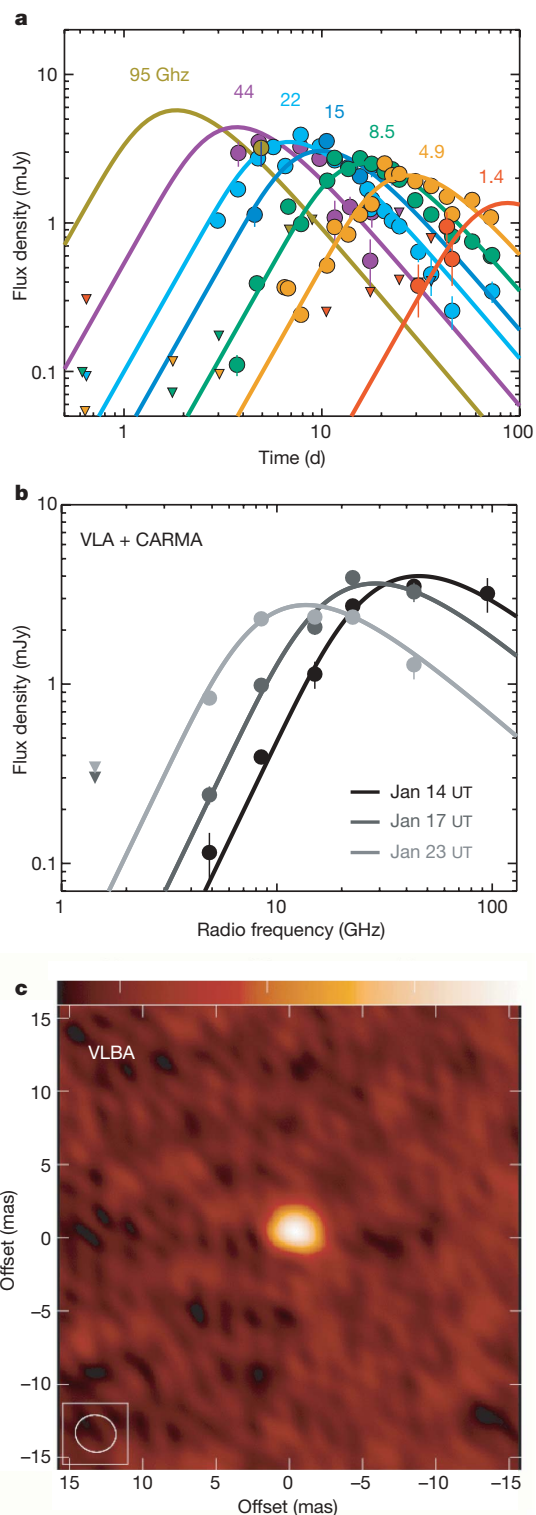 a
10
1
0.1
Flux density (mJy)
95 Ghz
44
22
15
8.5
4.9
1.4
1 10 100
Time (d)
b
10
1
0.1
Flux density (mJy)
VLA + CARMA
Jan 14 UT
Jan 17 UT
Jan 23 UT
1 10 100
Radio frequency (GHz)
c
VLBA
15
10
5
0
−5
−10
−15
Offset (mas)
15 10 5 0 −5 −10 −15
Offset (mas)